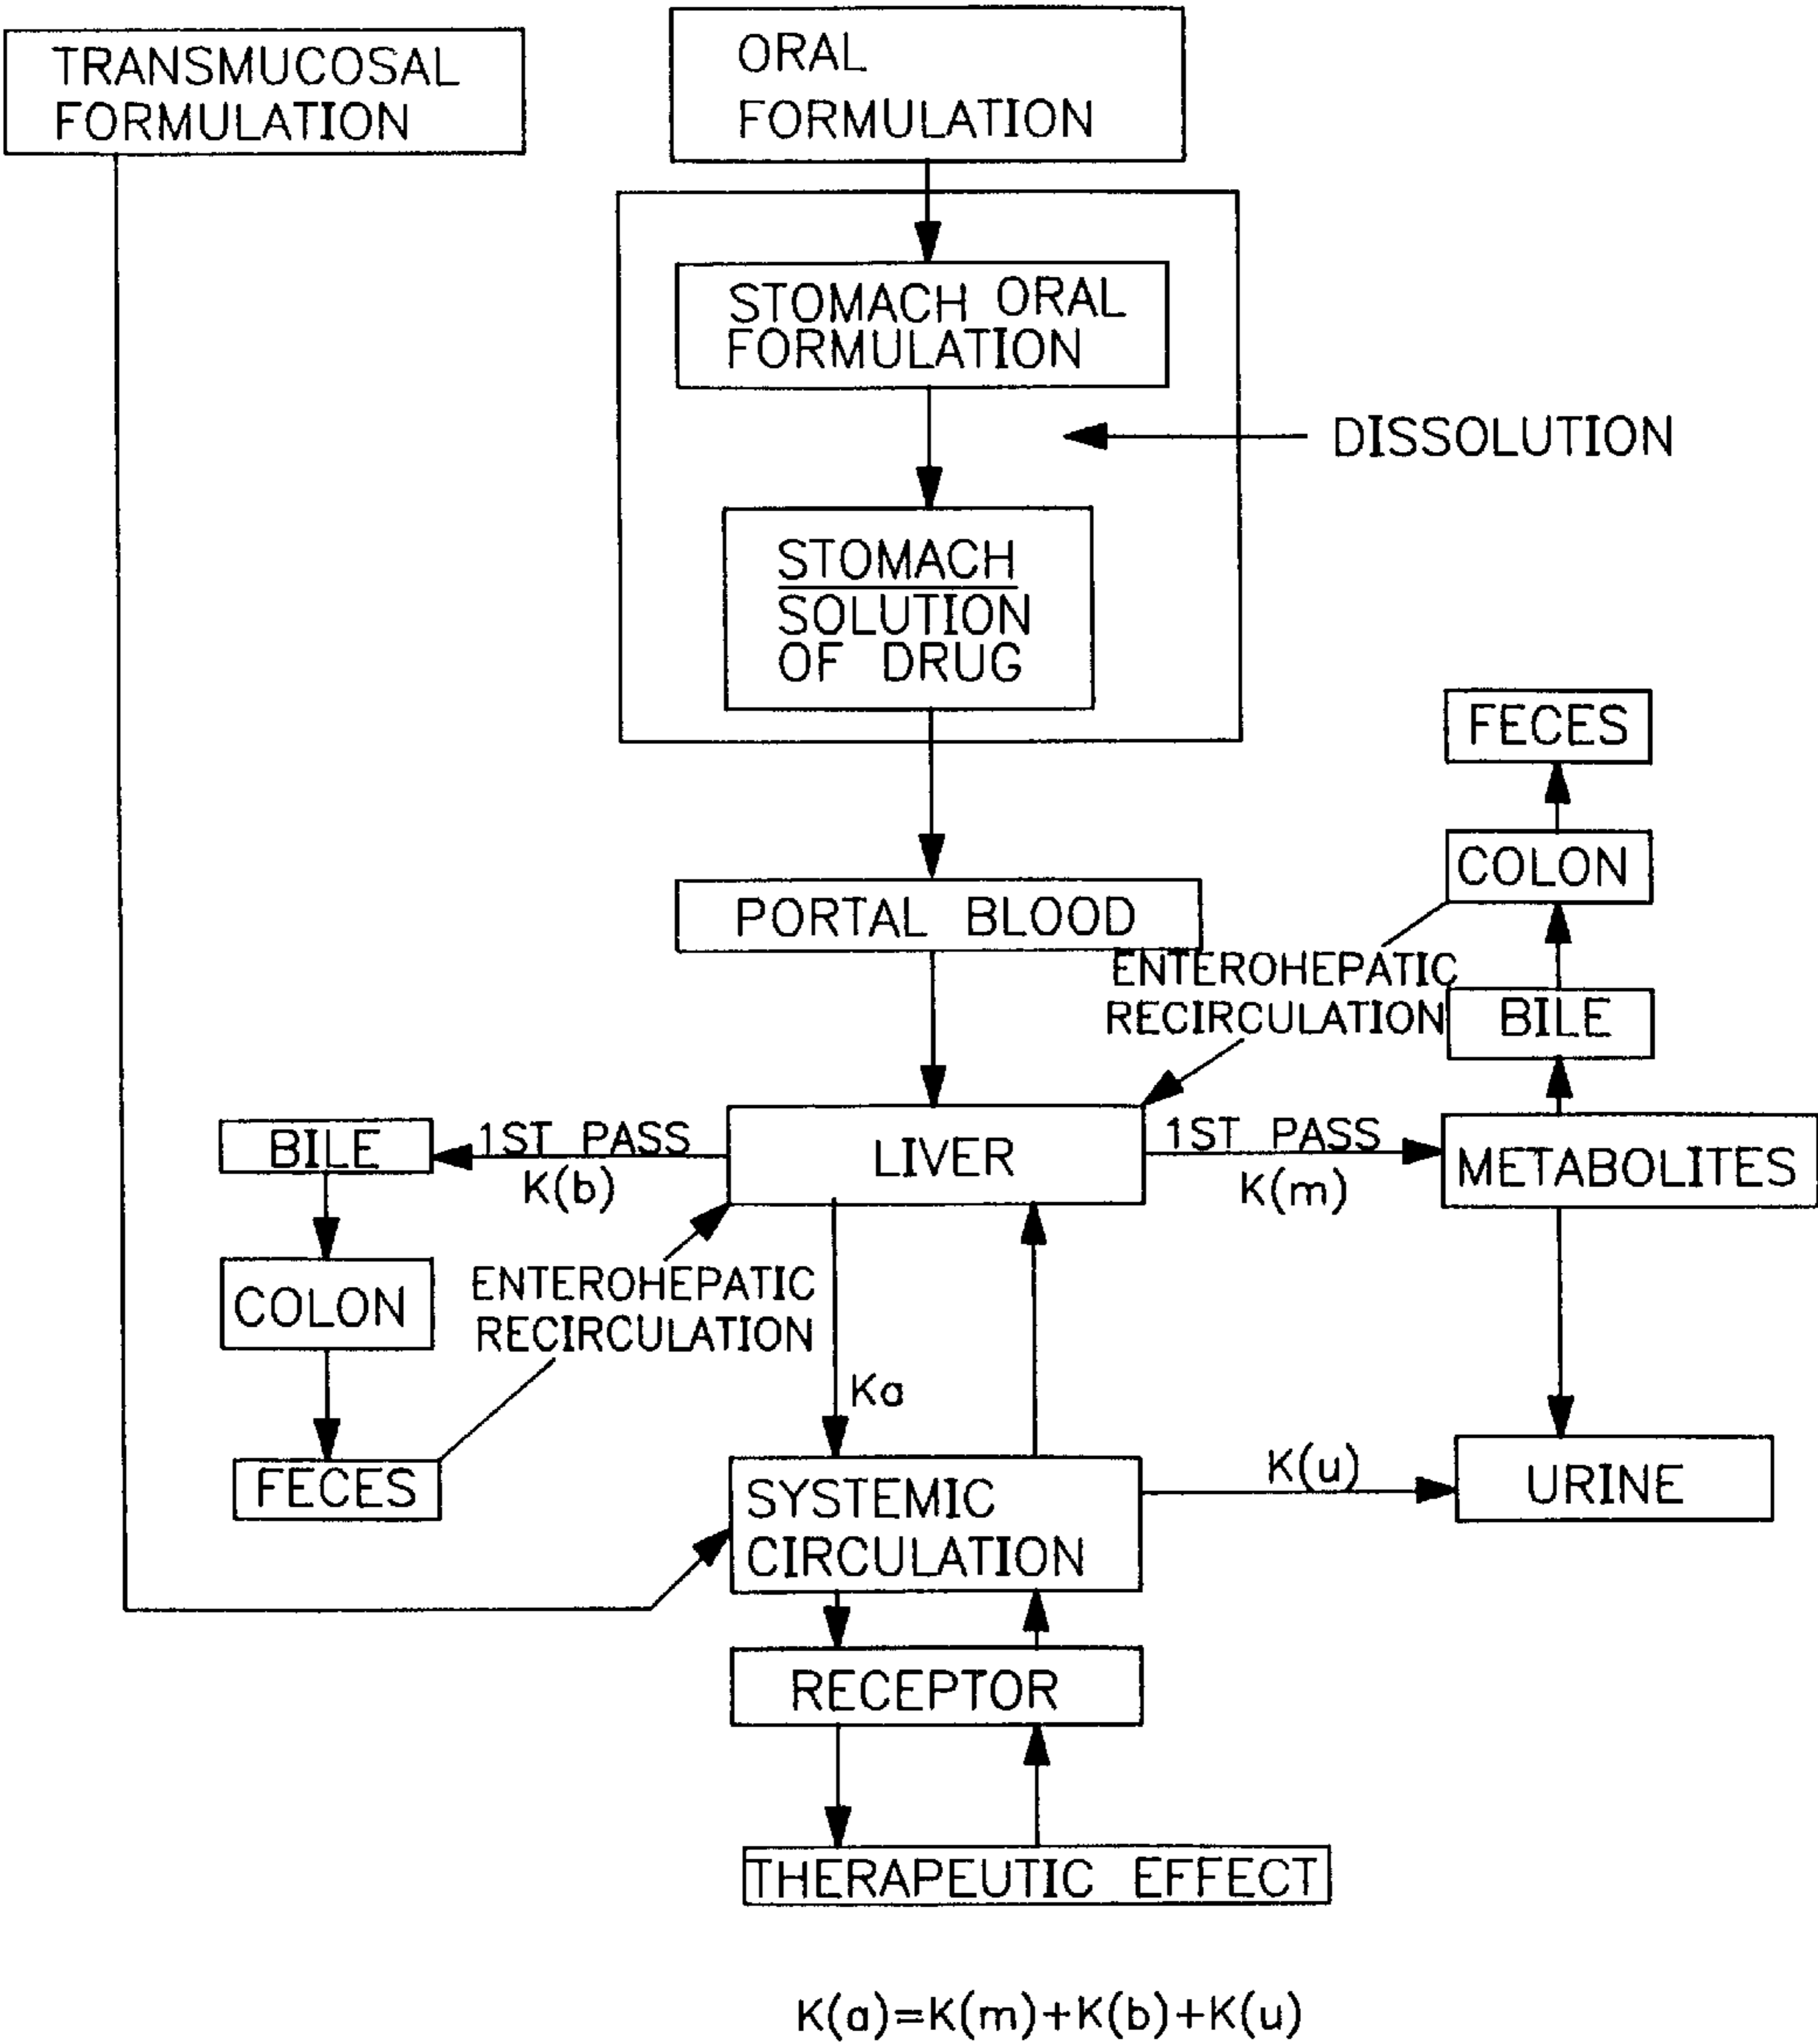 TRANSMUCOSAL
FORMULATION
ORAL
FORMULATION
STOMACH ORAL
FORMULATION
DISSOLUTION
STOMACH
SOLUTION
OF DRUG
FECES
COLON
PORTAL BLOOD
ENTEROHEPATIC
RECIRCULATION
BILE
BILE
1ST PASS
K(b)
LIVER
1ST PASS
K(m)
METABOLITES
COLON
ENTEROHEPATIC
RECIRCULATION
Ka
FECES
SYSTEMIC
CIRCULATION
K(u)
URINE
RECEPTOR
THERAPEUTIC EFFECT
K(a)=K(m)+K(b)+K(u)